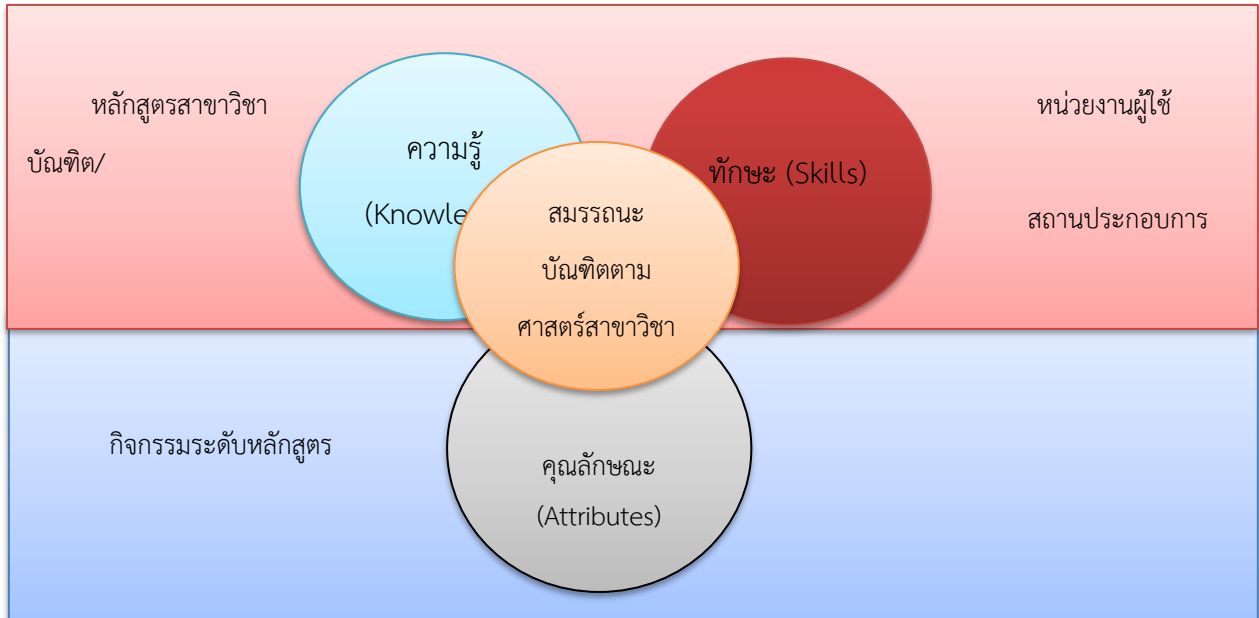 หลักสูตรสาขาวิชา
หน่วยงานผู้ใช้
บัณฑิต/
สถานประกอบการ
ความรู้
ทักษะ (Skills)
สมรรถนะ
บัณฑิตตาม
ศาสตร์สาขาวิชา
กิจกรรมระดับหลักสูตร
คุณลักษณะ
(Attributes)